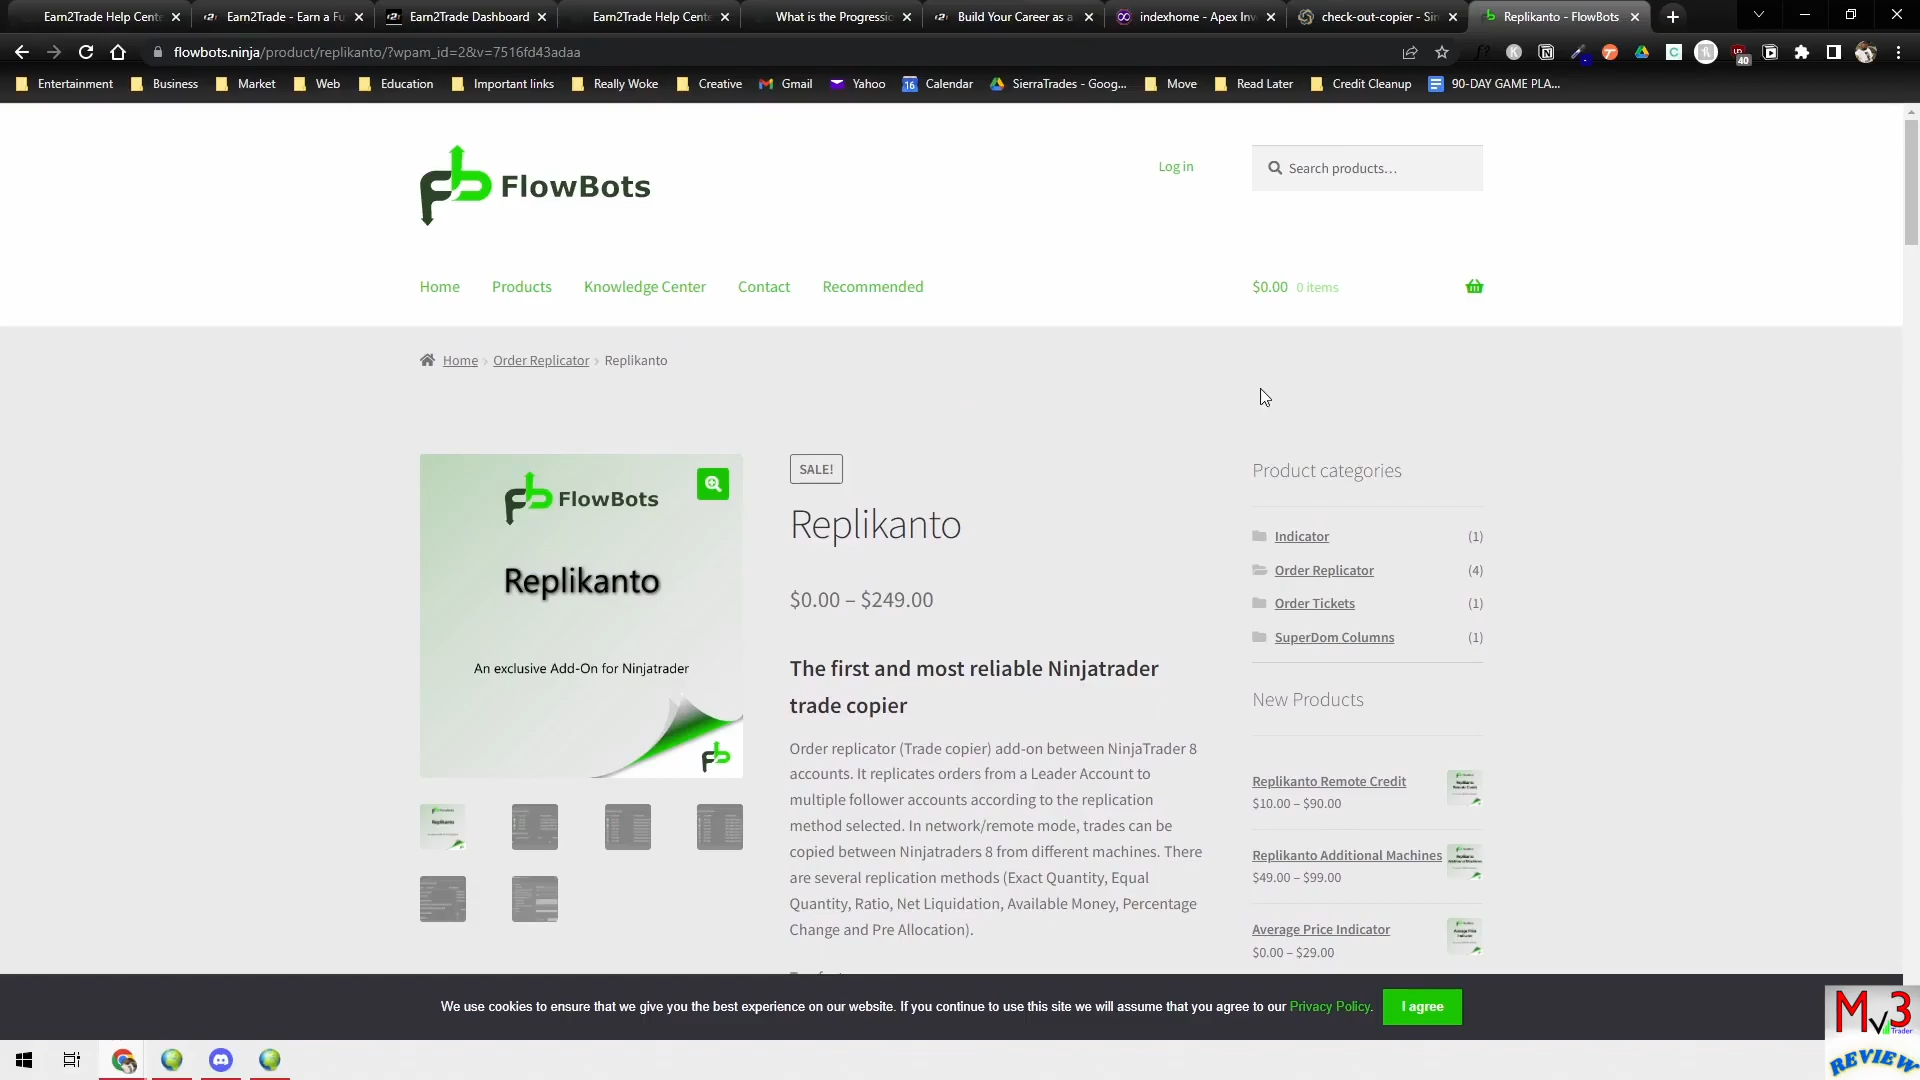 Earn2Trade Help Cente
Earn2Trade - Earn a Fu
Earn2Trade Dashboard
Earn2Trade Help Cente
What is the Progressio
Build Your Career as a
indexhome - Apex Inve
check-out-copier - Sim
Replikanto - FlowBots
flowbots.ninja/product/replikanto/?wpam_id=2&v=7516fd43adaa
40
Entertainment
Business
Market
Web
Education
Important links
Really Woke
Creative
Gmail
Yahoo
16
Calendar
SierraTrades - Goog...
Move
Read Later
Credit Cleanup
90-DAY GAME PLA...
FlowBots
Log in
Search products…
Home
Products
Knowledge Center
Contact
Recommended
$0.00 0 items
Home › Order Replicator › Replikanto
FlowBots
Replikanto
An exclusive Add-On for Ninjatrader
SALE!
Replikanto
$0.00 – $249.00
The first and most reliable Ninjatrader
trade copier
Order replicator (Trade copier) add-on between NinjaTrader 8
accounts. It replicates orders from a Leader Account to
multiple follower accounts according to the replication
method selected. In network/remote mode, trades can be
copied between Ninjatraders 8 from different machines. There
are several replication methods (Exact Quantity, Equal
Quantity, Ratio, Net Liquidation, Available Money, Percentage
Change and Pre Allocation).
Product categories
Indicator (1)
Order Replicator (4)
Order Tickets (1)
SuperDom Columns (1)
New Products
Replikanto Remote Credit
$10.00 – $90.00
Replikanto Additional Machines
$49.00 – $99.00
Average Price Indicator
$0.00 – $29.00
We use cookies to ensure that we give you the best experience on our website. If you continue to use this site we will assume that you agree to our Privacy Policy.
I agree
Mv3
Trader
REVIEW